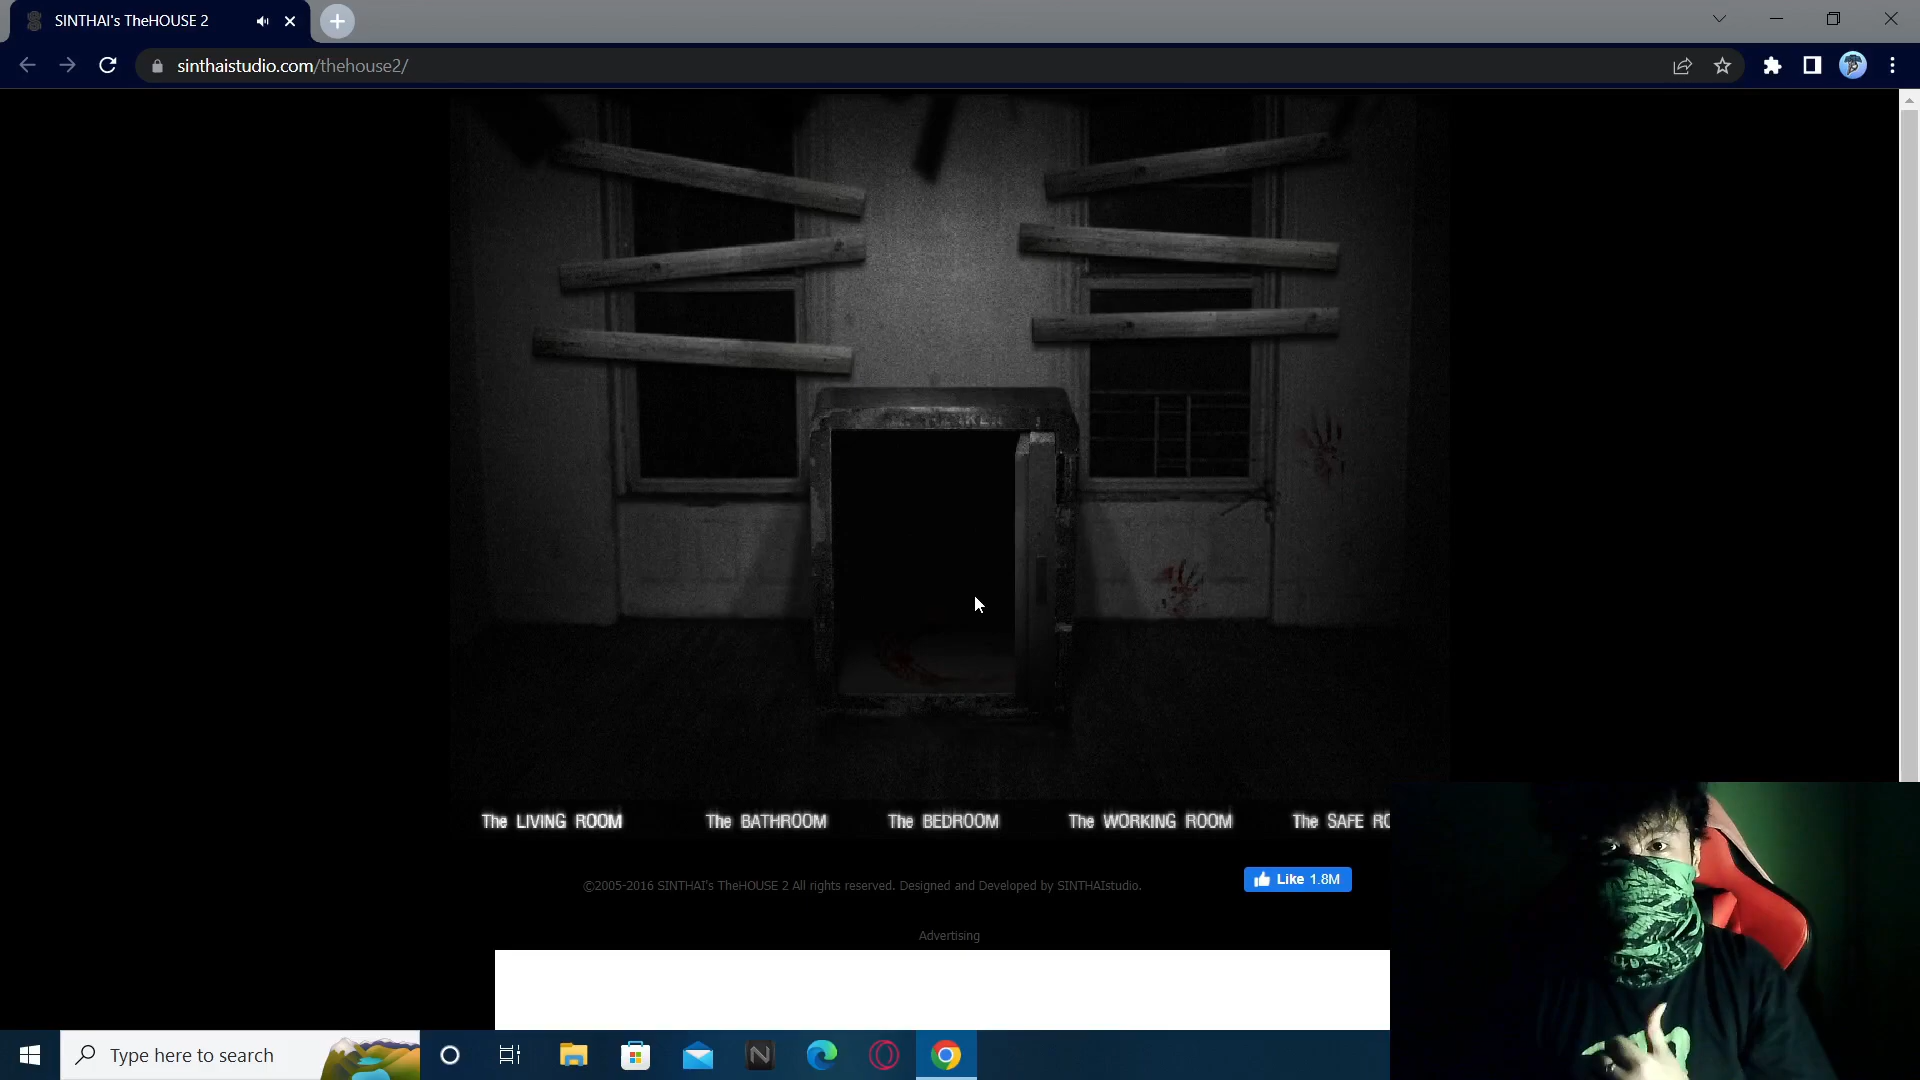 SINTHAI's TheHOUSE 2
sinthaistudio.com/thehouse2/
The LIVING ROOM
The BATHROOM
The BEDROOM
The WORKING ROOM
The SAFE RO
©2005-2016 SINTHAI's TheHOUSE 2 All rights reserved. Designed and Developed by SINTHAIstudio.
Like 1.8M
Advertising
Type here to search